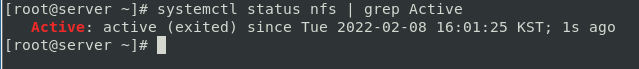 [root@server ~]# systemctl status nfs | grep Active
   Active: active (exited) since Tue 2022-02-08 16:01:25 KST; 1s ago
[root@server ~]#